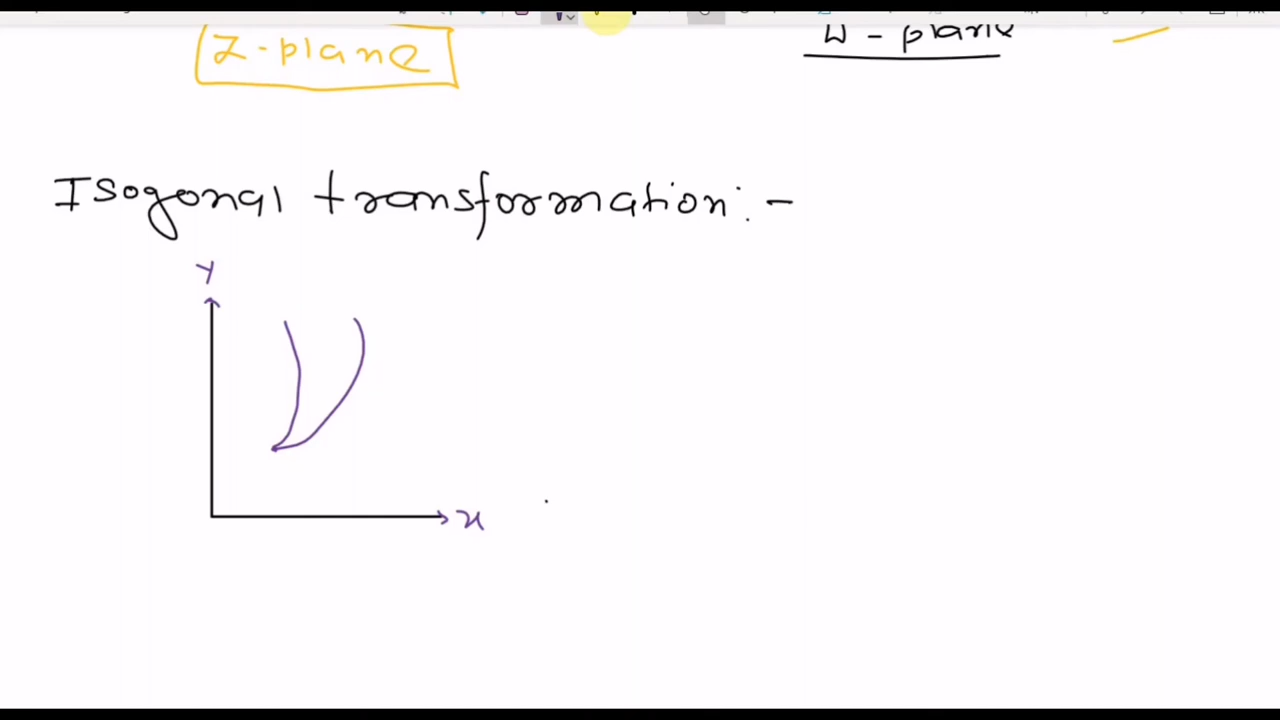 Z-plane
W - plane
Isogonal transformation :-
Y
x